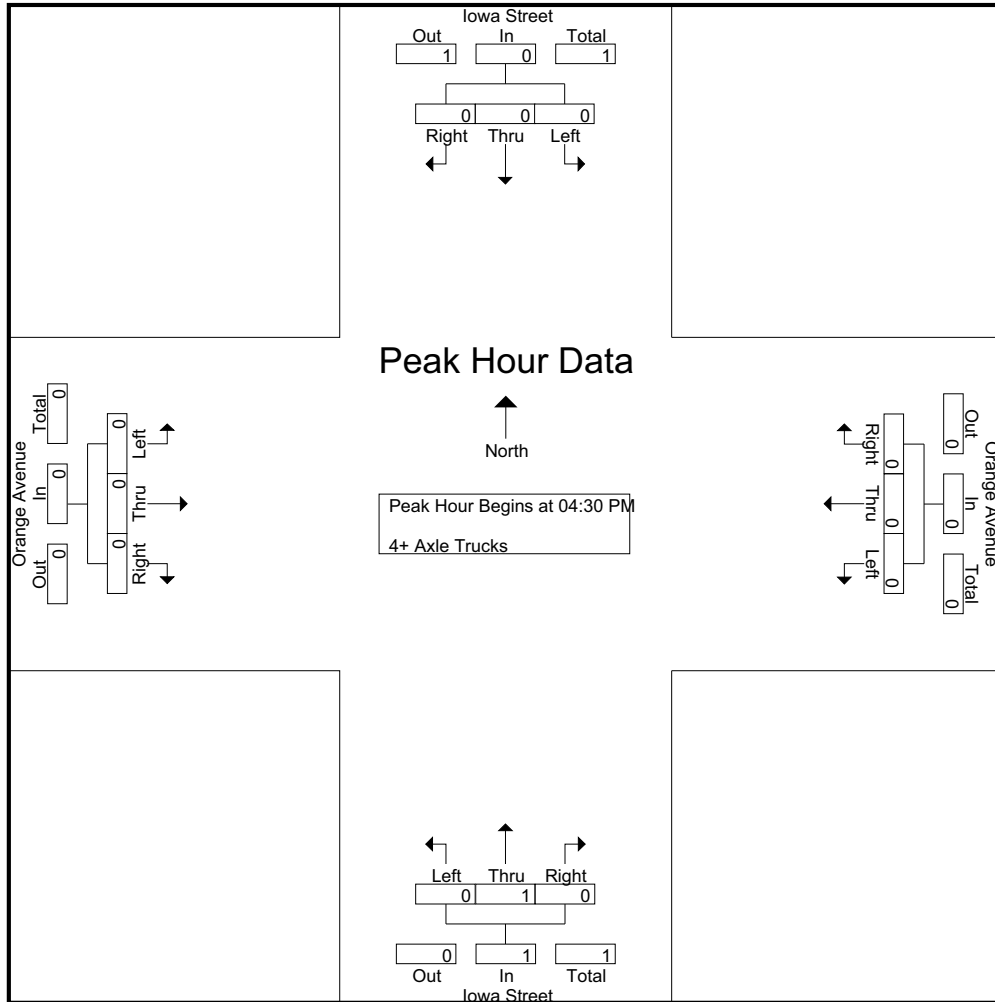 Iowa Street
Out In Total
1 0 1
0 0 0
Right Thru Left
Peak Hour Data
North
Peak Hour Begins at 04:30 PM
4+ Axle Trucks
Orange Avenue
Out In Total
0 0 0
0 0 0
Right Thru Left
Orange Avenue
Total In Out
0 0 0
0 0 0
Left Thru Right
Left Thru Right
0 1 0
0 1 1
Out In Total
Iowa Street